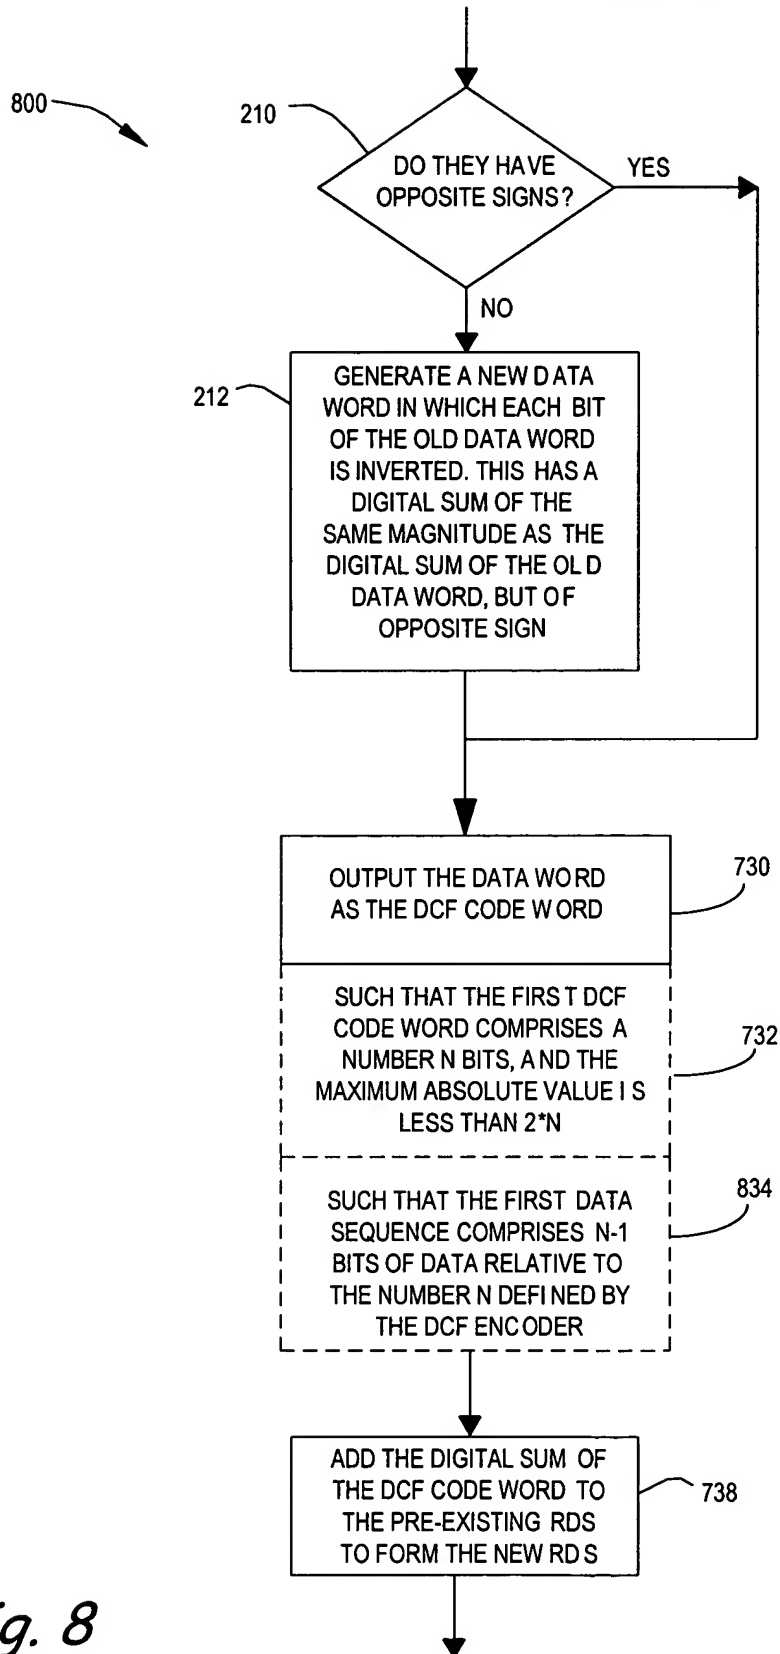 800
210
DO THEY HAVE
OPPOSITE SIGNS?
YES
NO
212
GENERATE A NEW DATA
WORD IN WHICH EACH BIT
OF THE OLD DATA WORD
IS INVERTED. THIS HAS A
DIGITAL SUM OF THE
SAME MAGNITUDE AS THE
DIGITAL SUM OF THE OLD
DATA WORD, BUT OF
OPPOSITE SIGN
OUTPUT THE DATA WORD
AS THE DCF CODE WORD
730
SUCH THAT THE FIRST DCF
CODE WORD COMPRISES A
NUMBER N BITS, AND THE
MAXIMUM ABSOLUTE VALUE IS
LESS THAN 2*N
732
SUCH THAT THE FIRST DATA
SEQUENCE COMPRISES N-1
BITS OF DATA RELATIVE TO
THE NUMBER N DEFINED BY
THE DCF ENCODER
834
ADD THE DIGITAL SUM OF
THE DCF CODE WORD TO
THE PRE-EXISTING RDS
TO FORM THE NEW RDS
738
g. 8